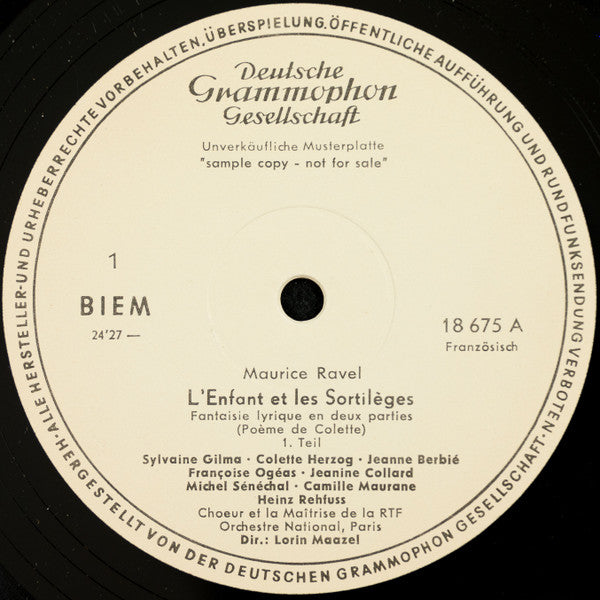 ALLE HERSTELLER-UND URHEBERRECHTE VORBEHALTEN, ÜBERSPIELUNG, ÖFFENTLICHE AUFFÜHRUNG UND RUNDFUNKSENDUNG VERBOTEN·
Deutsche
Grammophon
Gesellschaft
Unverkäufliche Musterplatte
"sample copy - not for sale"
1
BIEM
24'27 —
18 675 A
Französisch
Maurice Ravel
L'Enfant et les Sortilèges
Fantaisie lyrique en deux parties
(Poème de Colette)
1. Teil
Sylvaine Gilma · Colette Herzog · Jeanne Berbié
Françoise Ogéas · Jeanine Collard
Michel Sénéchal · Camille Maurane
Heinz Rehfuss
Choeur et la Maîtrise de la RTF
Orchestre National, Paris
Dir.: Lorin Maazel
HERGESTELLT VON DER DEUTSCHEN GRAMMOPHON GESELLSCHAFT·